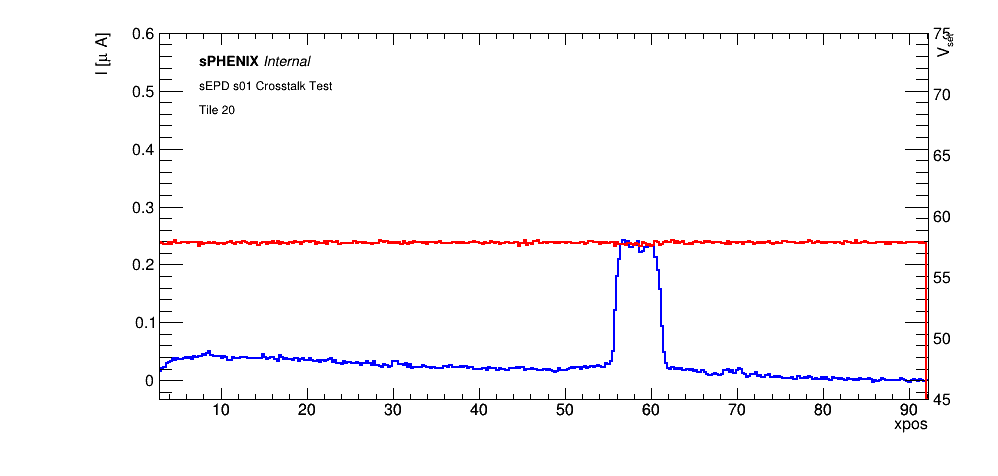 I [μ A]
0.6
0.5
0.4
0.3
0.2
0.1
0
sPHENIX Internal
sEPD s01 Crosstalk Test
Tile 20
75
70
65
60
55
50
45
Vset
10 20 30 40 50 60 70 80 90
xpos